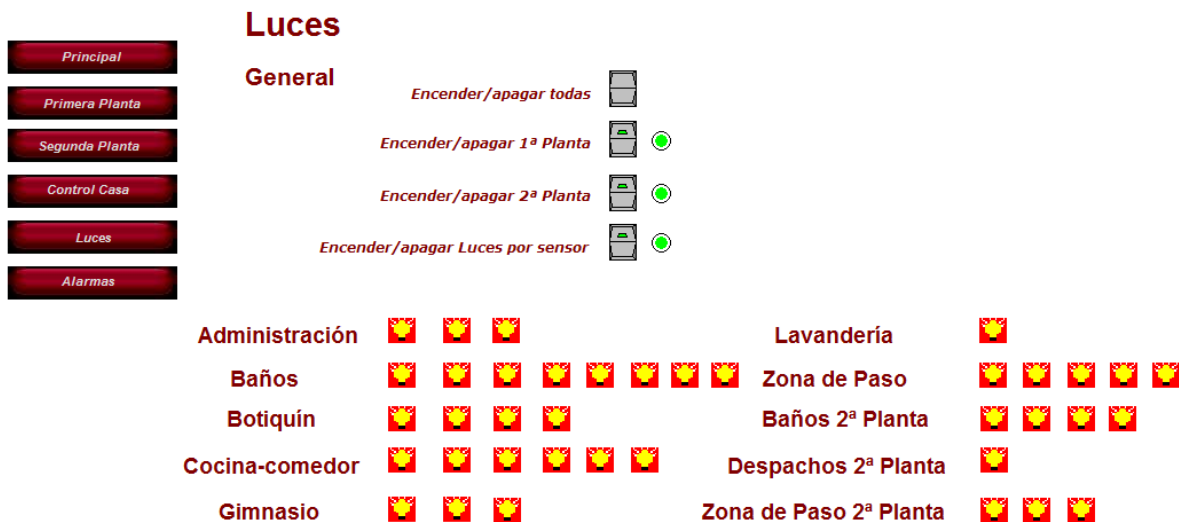 Luces
Principal
Primera Planta
Segunda Planta
Control Casa
Luces
Alarmas
General
Encender/apagar todas
Encender/apagar 1ª Planta
Encender/apagar 2ª Planta
Encender/apagar Luces por sensor
Administración
Baños
Botiquín
Cocina-comedor
Gimnasio
Lavandería
Zona de Paso
Baños 2ª Planta
Despachos 2ª Planta
Zona de Paso 2ª Planta